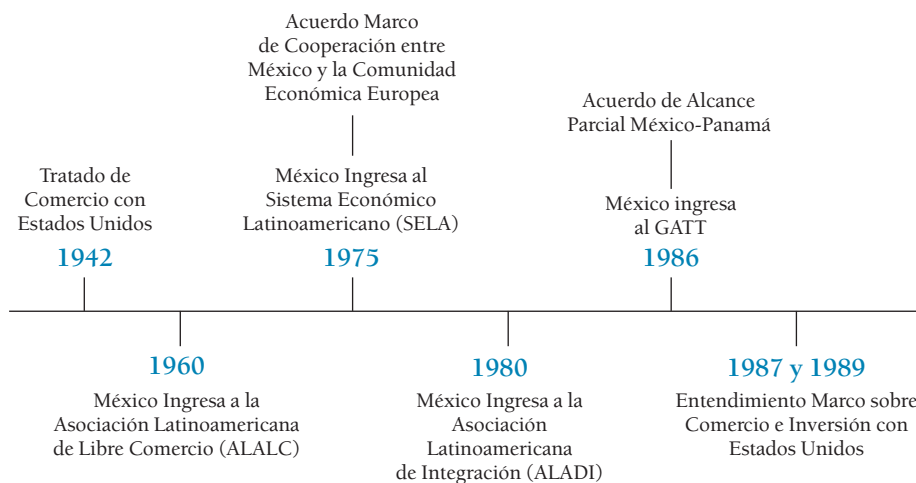 Acuerdo Marco
de Cooperación entre
México y la Comunidad
Económica Europea
Acuerdo de Alcance
Parcial México-Panamá
Tratado de
Comercio con
Estados Unidos
1942
México Ingresa al
Sistema Económico
Latinoamericano (SELA)
1975
México ingresa
al GATT
1986
1960
México Ingresa a la
Asociación Latinoamericana
de Libre Comercio (ALALC)
1980
México Ingresa a la
Asociación
Latinoamericana
de Integración (ALADI)
1987 y 1989
Entendimiento Marco sobre
Comercio e Inversión con
Estados Unidos